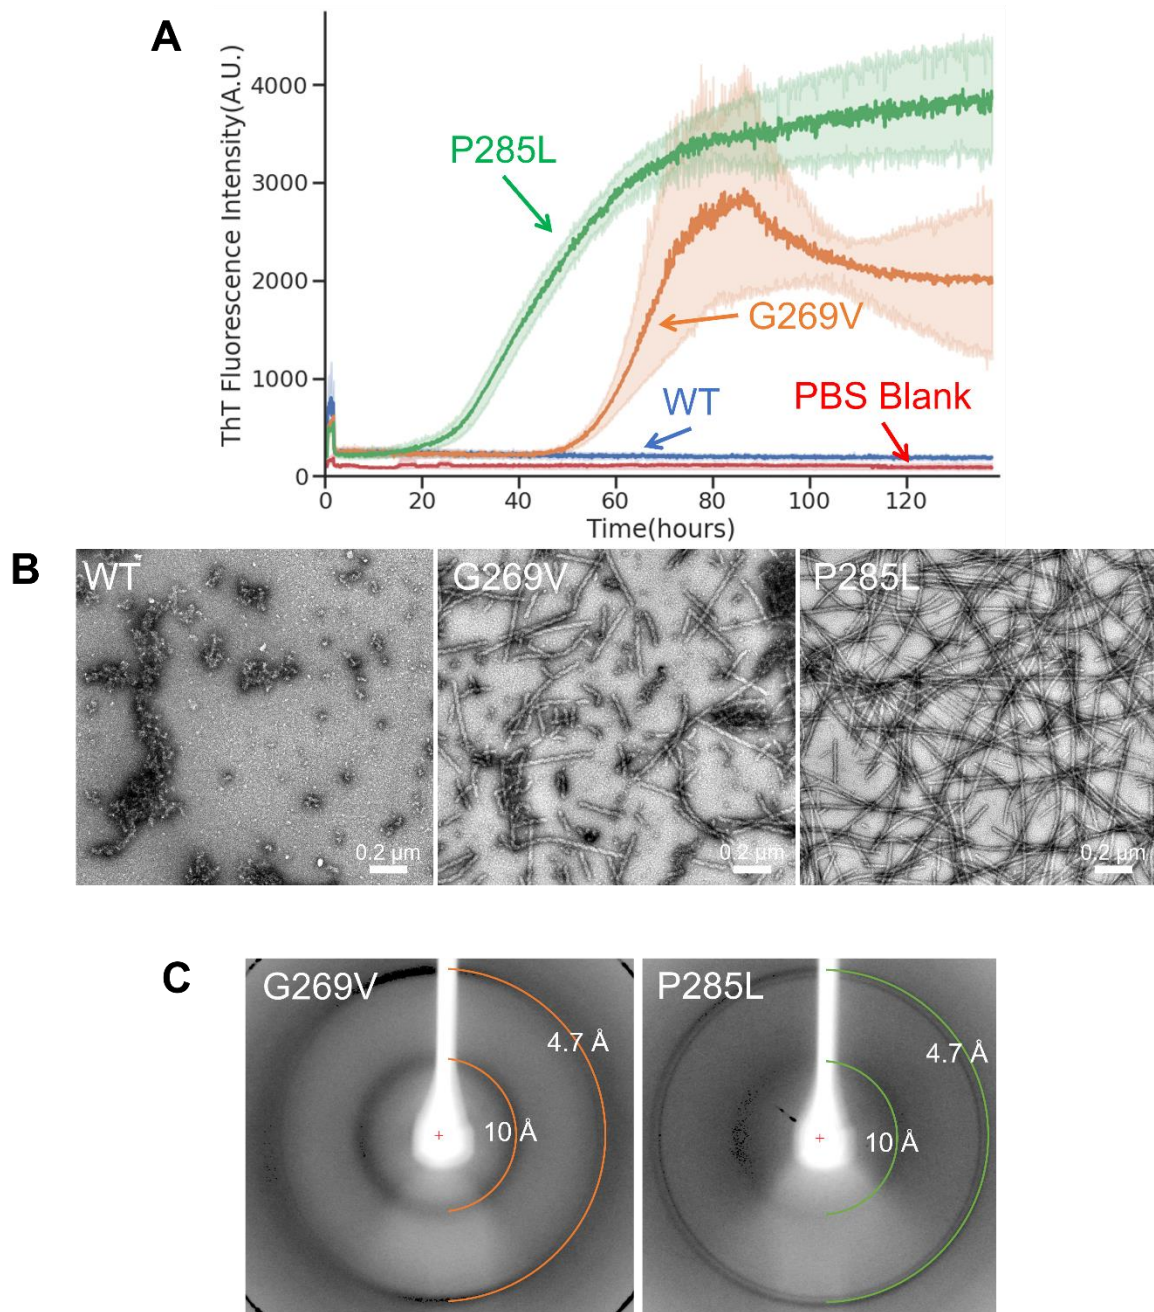 A
ThT Fluorescence Intensity(A.U.)
4000
3000
2000
1000
0
P285L
G269V
WT
PBS Blank
0 20 40 60 80 100 120
Time(hours)
B
WT
0.2 µm
G269V
0.2 µm
P285L
0.2 µm
C
G269V
4.7 Å
10 Å
P285L
4.7 Å
10 Å